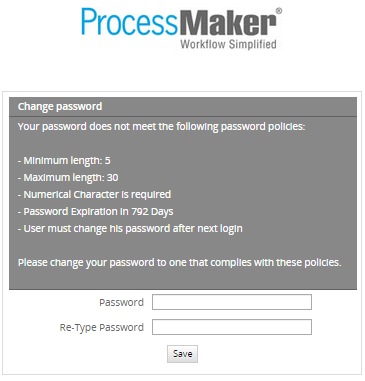 ProcessMaker®
Workflow Simplified
Change password
Your password does not meet the following password policies:
- Minimum length: 5
- Maximum length: 30
- Numerical Character is required
- Password Expiration in 792 Days
- User must change his password after next login
Please change your password to one that complies with these policies.
Password
Re-Type Password
Save